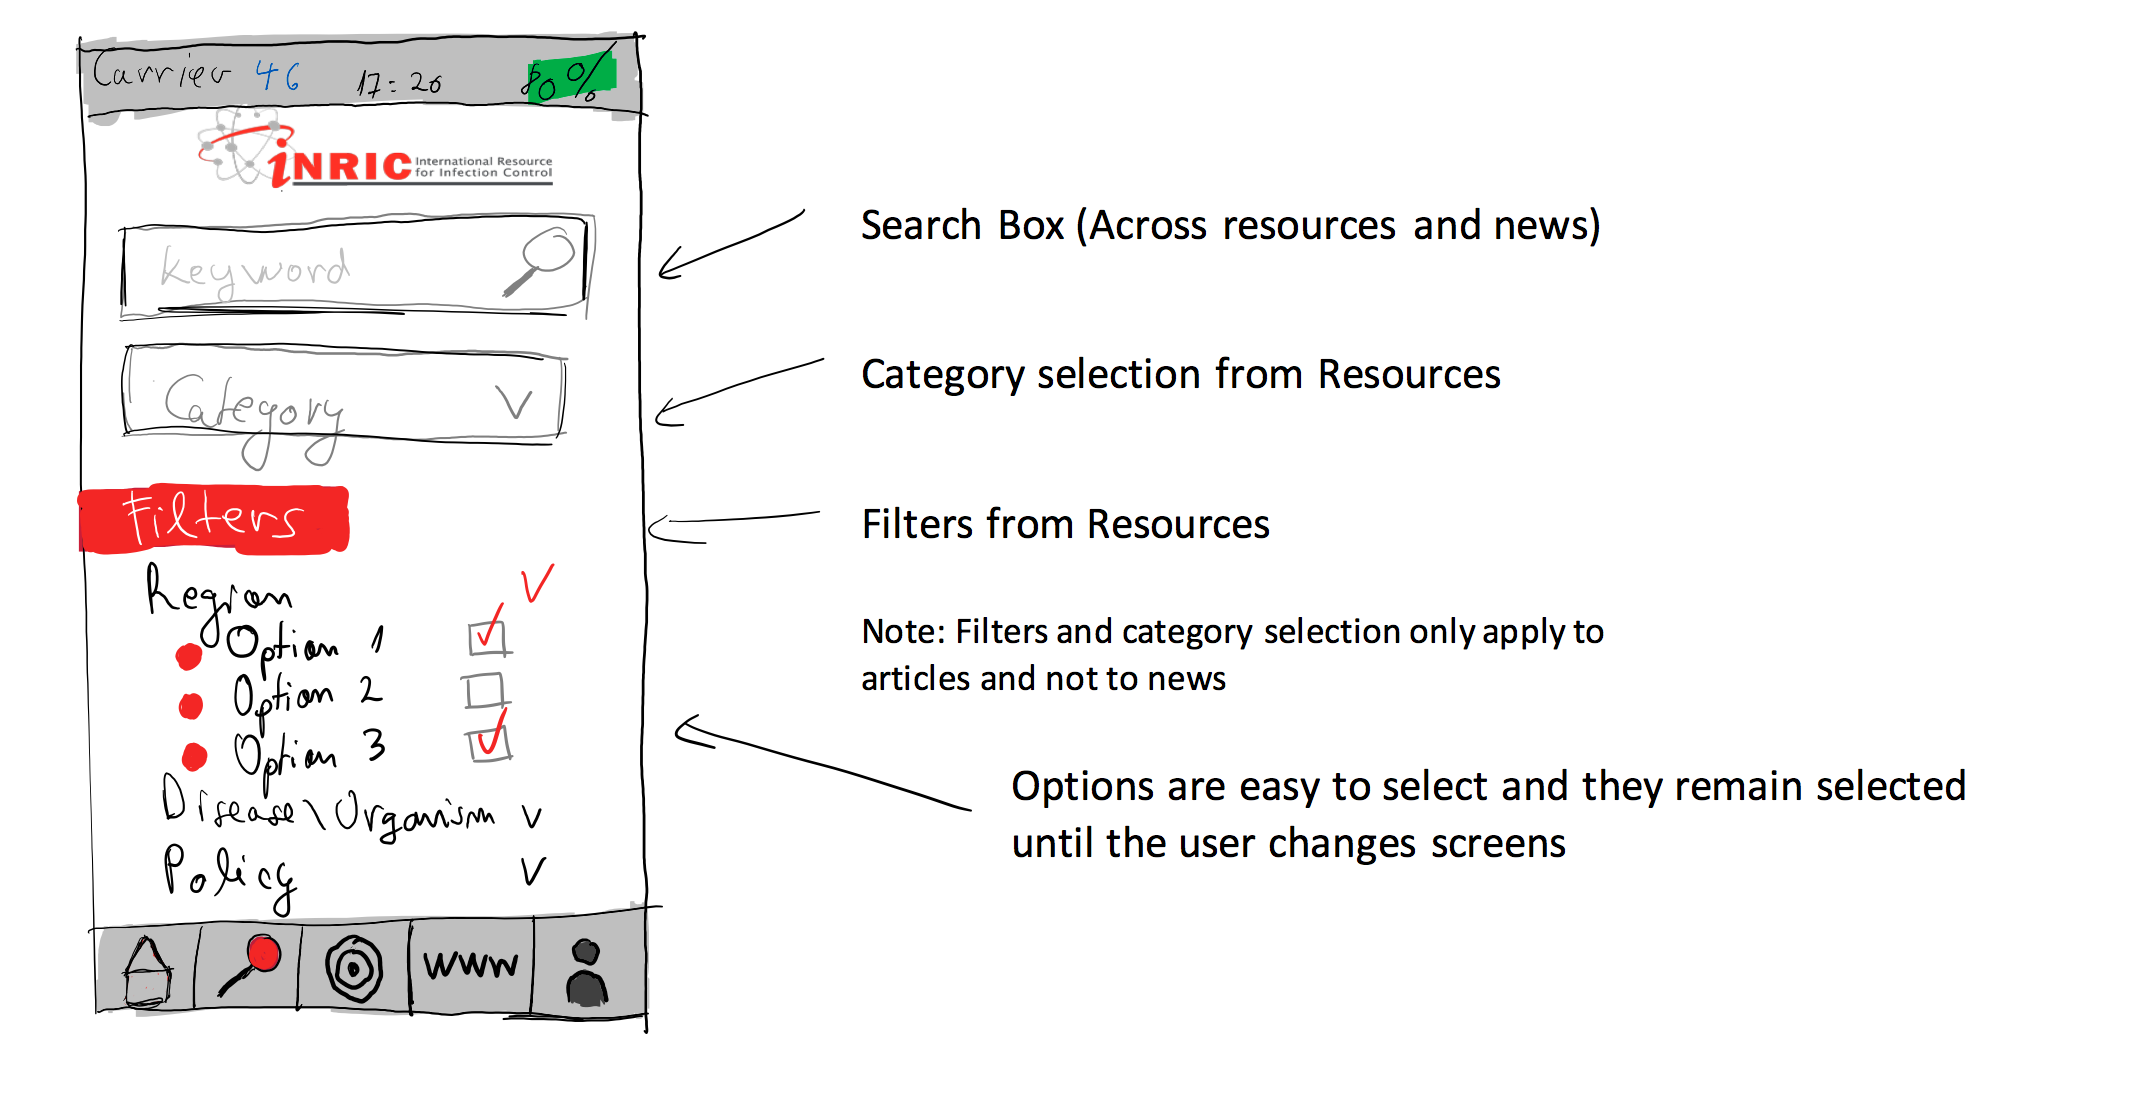 Carrier 4G 17:26 80%
iNRIC International Resource
for Infection Control
Keyword
Search Box (Across resources and news)
Category
Category selection from Resources
Filters
Filters from Resources
Region
Option 1
Option 2
Option 3
Note: Filters and category selection only apply to
articles and not to news
Disease\Organism V
Options are easy to select and they remain selected
until the user changes screens
Policy V
www